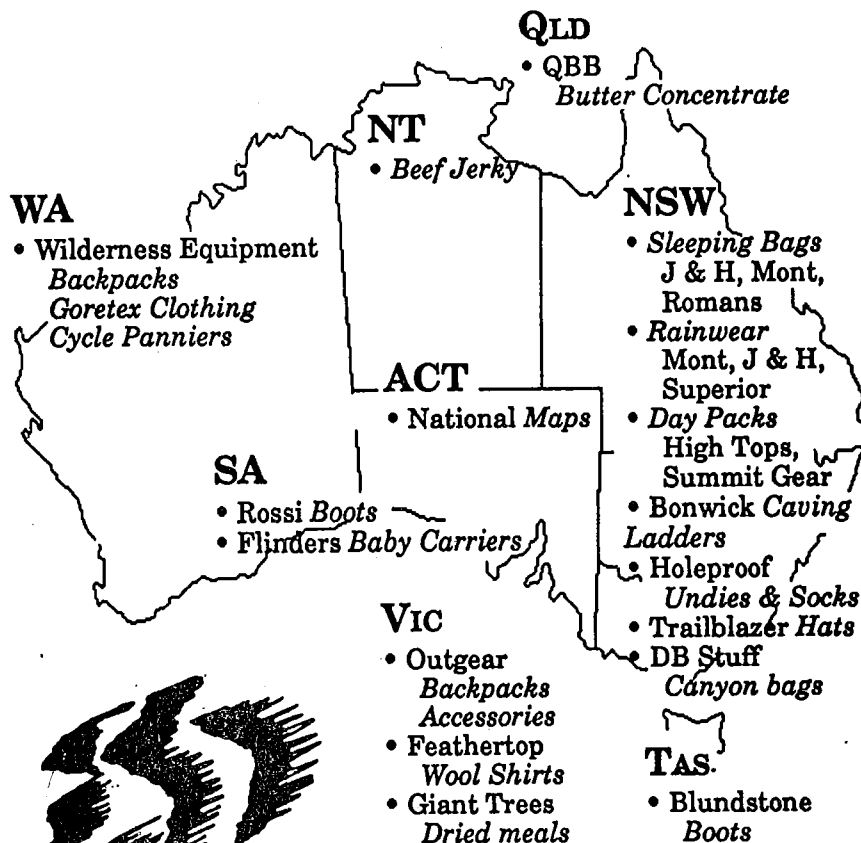 QLD
• QBB
Butter Concentrate
NT
• Beef Jerky
WA
• Wilderness Equipment
Backpacks
Goretex Clothing
Cycle Panniers
NSW
• Sleeping Bags
J & H, Mont,
Romans
• Rainwear
Mont, J & H,
Superior
• Day Packs
High Tops,
Summit Gear
• Bonwick Caving
Ladders
• Holeproof
Undies & Socks
• Trailblazer Hats
• DB Stuff
Canyon bags
ACT
• National Maps
SA
• Rossi Boots
• Flinders Baby Carriers
VIC
• Outgear
Backpacks
Accessories
• Feathertop
Wool Shirts
• Giant Trees
Dried meals
TAS.
• Blundstone
Boots